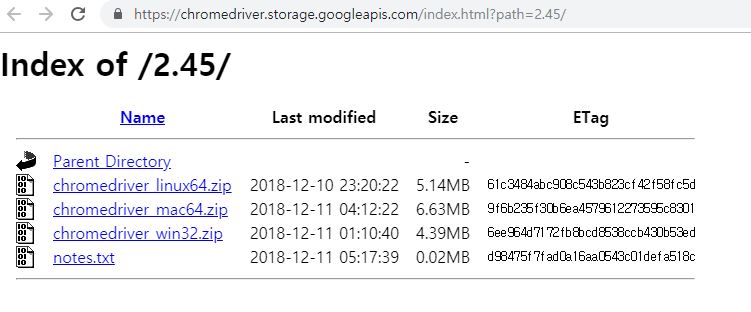 https://chromedriver.storage.googleapis.com/index.html?path=2.45/
Index of /2.45/
Name Last modified Size ETag
Parent Directory -
chromedriver_linux64.zip 2018-12-10 23:20:22 5.14MB 61c3484abc908c543b823cf42f58fc5d
chromedriver_mac64.zip 2018-12-11 04:12:22 6.63MB 9f6b235f30b6ea4579612273595c8301
chromedriver_win32.zip 2018-12-11 01:10:40 4.39MB 6ee964d7172fb8bcd8538ccb430b53ed
notes.txt 2018-12-11 05:17:39 0.02MB d98475f7fad0a16aa0543c01defa518c